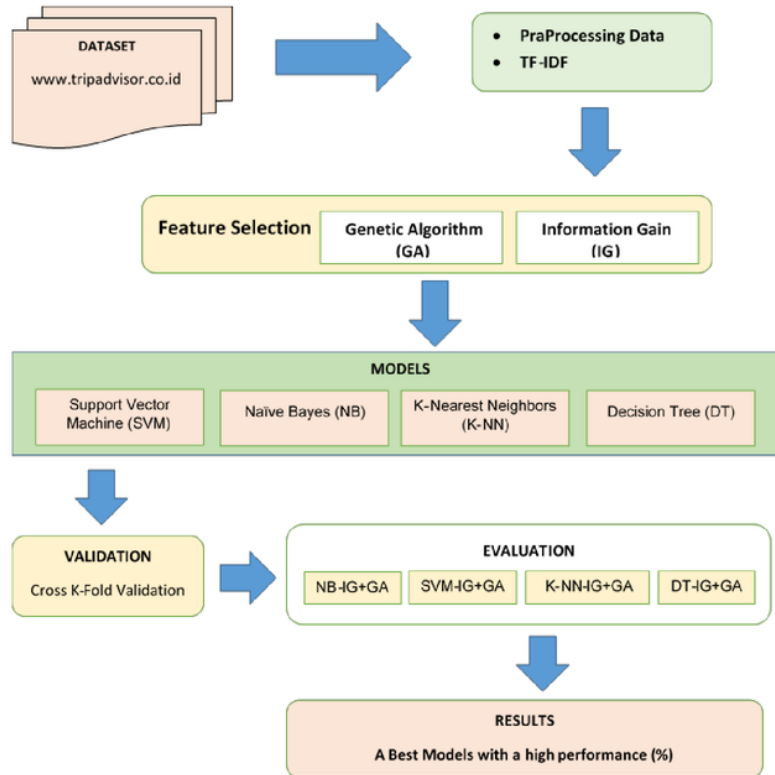 DATASET
www.tripadvisor.co.id
• PraProcessing Data
• TF-IDF
Feature Selection
Genetic Algorithm
(GA)
Information Gain
(IG)
MODELS
Support Vector
Machine (SVM)
Naïve Bayes (NB)
K-Nearest Neighbors
(K-NN)
Decision Tree (DT)
VALIDATION
Cross K-Fold Validation
EVALUATION
NB-IG+GA
SVM-IG+GA
K-NN-IG+GA
DT-IG+GA
RESULTS
A Best Models with a high performance (%)